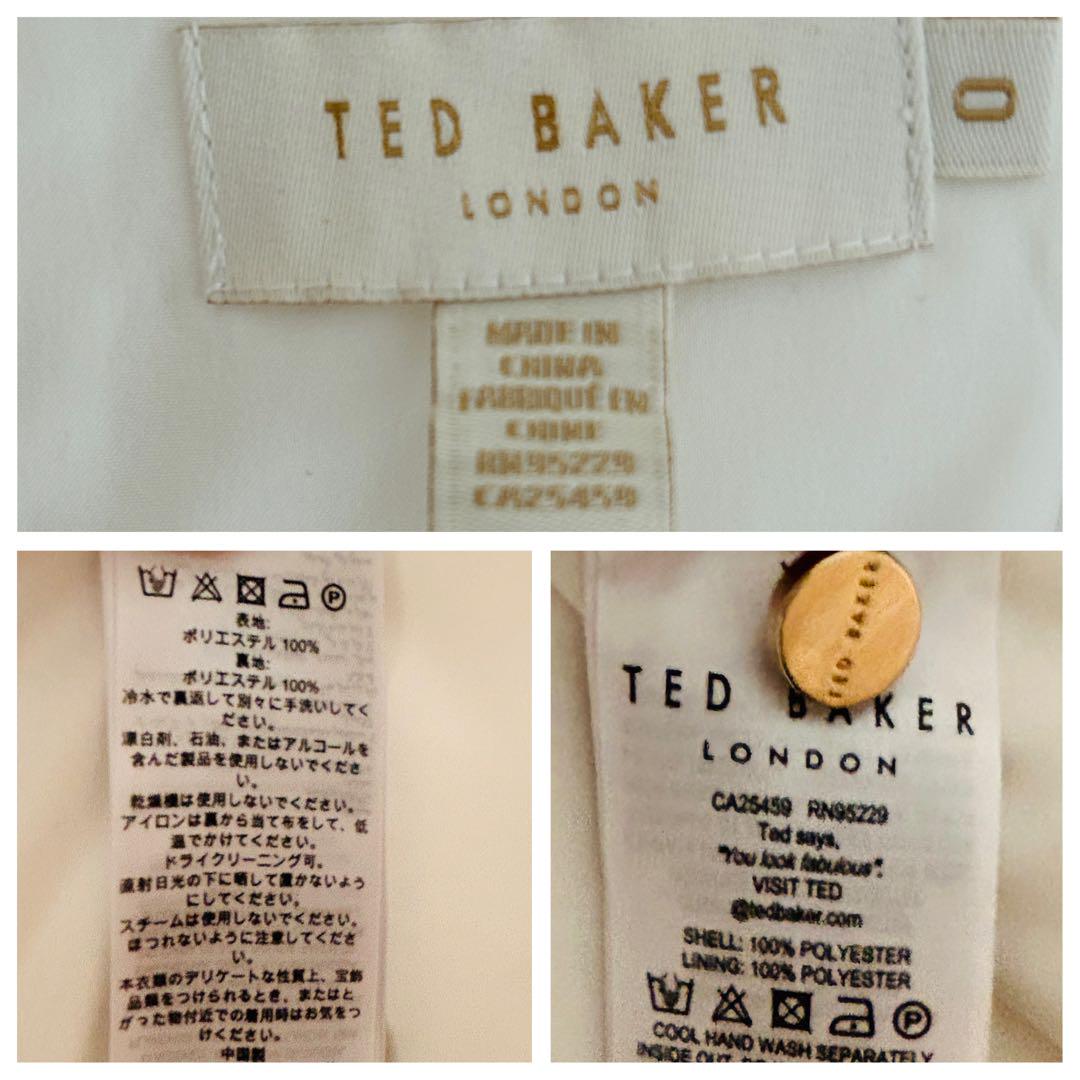 TED BAKER
LONDON
0
MADE IN
CHINA
FABRIQUÉ EN
CHINE
RN95229
CA25459
表地:
ポリエステル 100%
裏地:
ポリエステル 100%
冷水で裏返して別々に手洗いしてく
ださい。
漂白剤、石油、またはアルコールを
含んだ製品を使用しないでくださ
い。
乾燥機は使用しないでください。
アイロンは裏から当て布をして、低
温でかけてください。
ドライクリーニング可。
直射日光の下に晒して置かないよう
にしてください。
スチームは使用しないでください。
ほつれないように注意してくださ
い。
本衣類のデリケートな性質上、宝飾
品類をつけられるとき、またはと
がった物付近での着用時はお気をつ
けください。
中国製
TED BAKER
TED BAKER
LONDON
CA25459 RN95229
Ted says,
"You look fabulous".
VISIT TED
@tedbaker.com
SHELL: 100% POLYESTER
LINING: 100% POLYESTER
COOL HAND WASH SEPARATELY
INSIDE OUT.